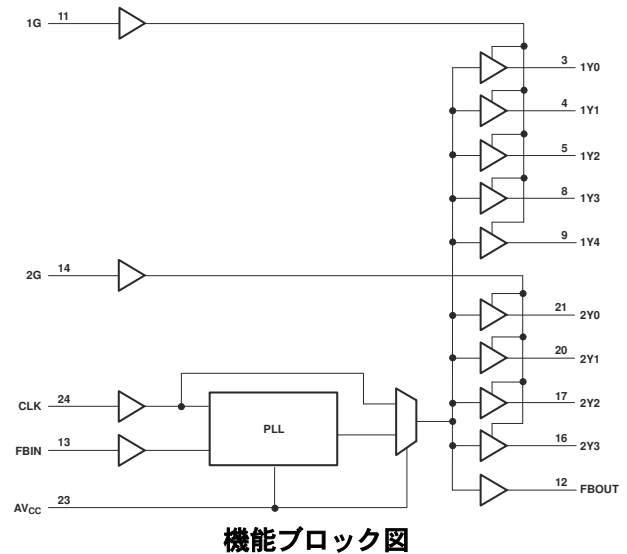 1G 11
3 1Y0
4 1Y1
5 1Y2
8 1Y3
9 1Y4
2G 14
21 2Y0
20 2Y1
17 2Y2
16 2Y3
12 FBOUT
CLK 24
FBIN 13
PLL
AVCC 23
機能ブロック図